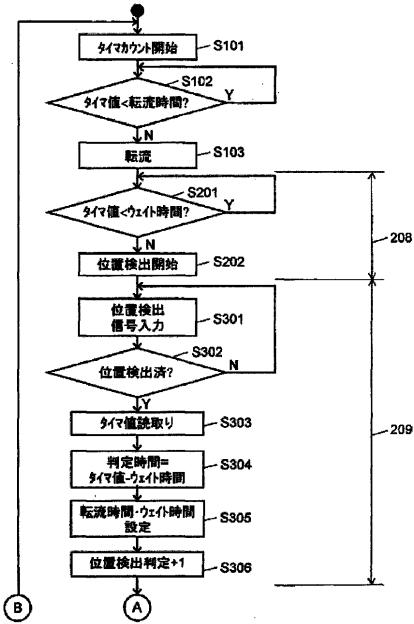 タイマカウント開始
S101
S102
タイマ値<転流時間?
Y
N
転流
S103
S201
タイマ値<ウェイト時間?
Y
N
位置検出開始
S202
208
位置検出
信号入力
S301
S302
位置検出済?
N
Y
タイマ値読取り
S303
209
判定時間=
タイマ値-ウェイト時間
S304
転流時間・ウェイト時間
設定
S305
位置検出判定+1
S306
B
A